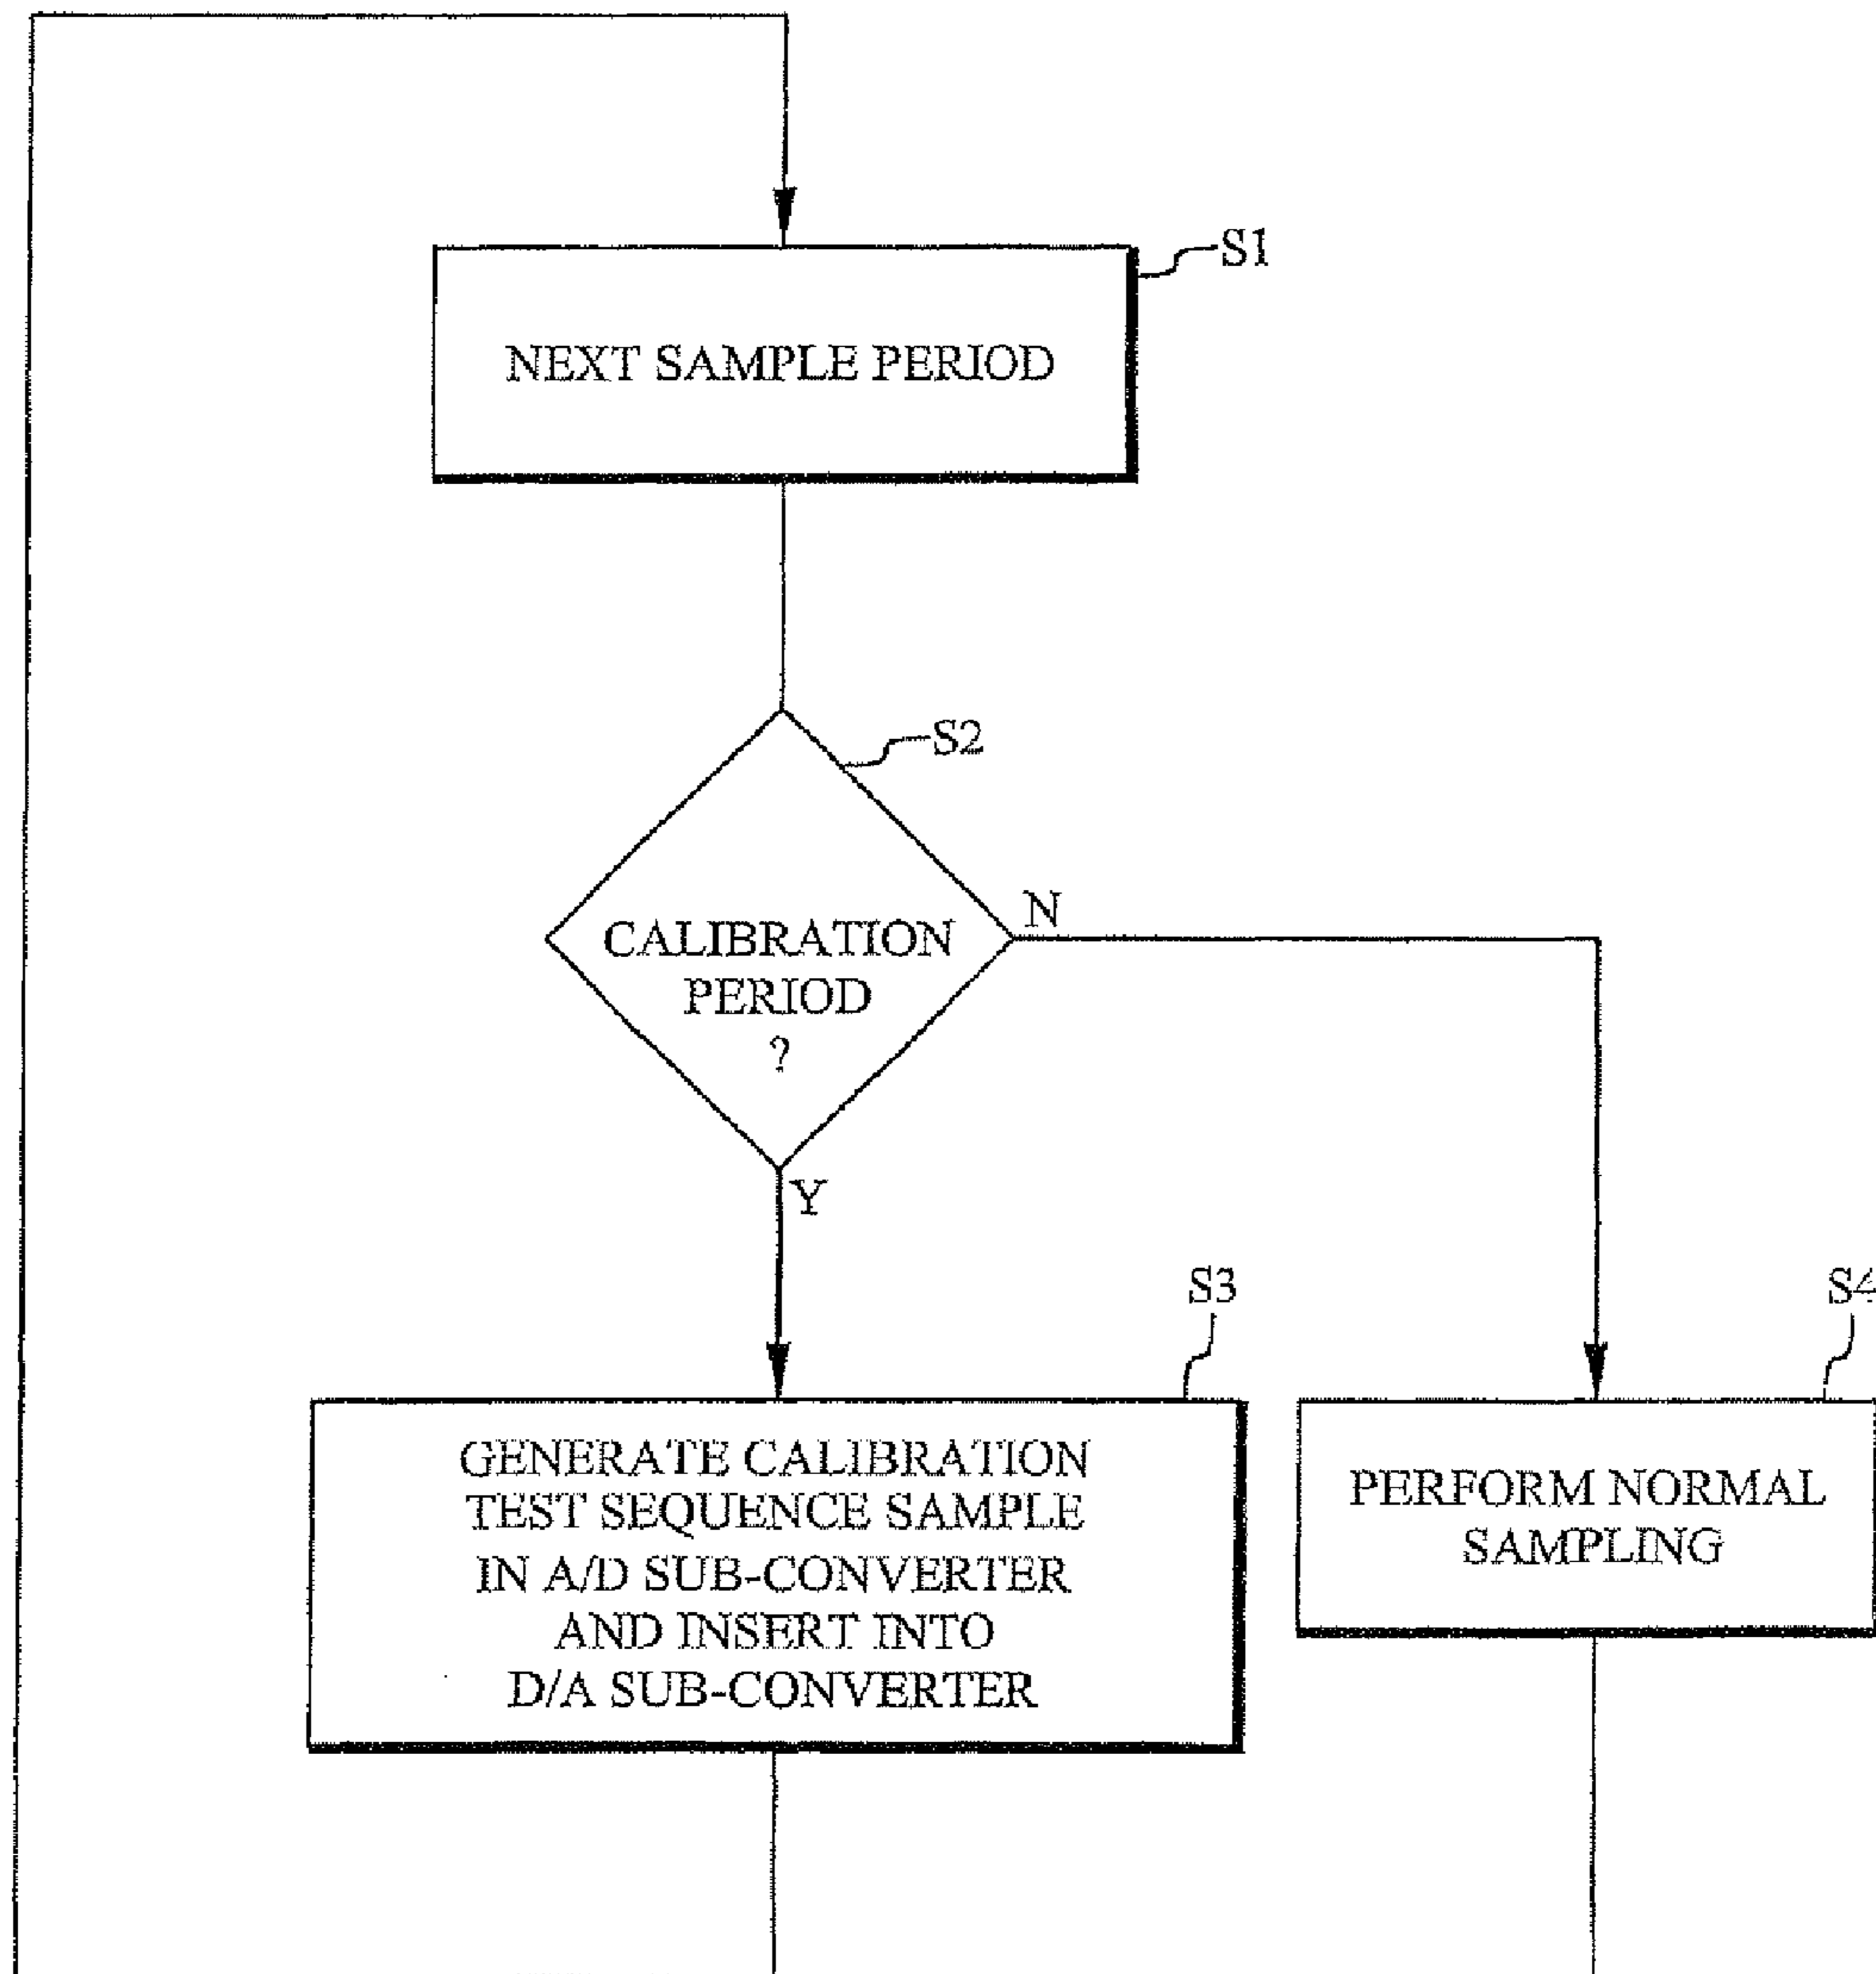 S1
NEXT SAMPLE PERIOD
S2
CALIBRATION
PERIOD
?
N
Y
S3
S4
GENERATE CALIBRATION
TEST SEQUENCE SAMPLE
IN A/D SUB-CONVERTER
AND INSERT INTO
D/A SUB-CONVERTER
PERFORM NORMAL
SAMPLING